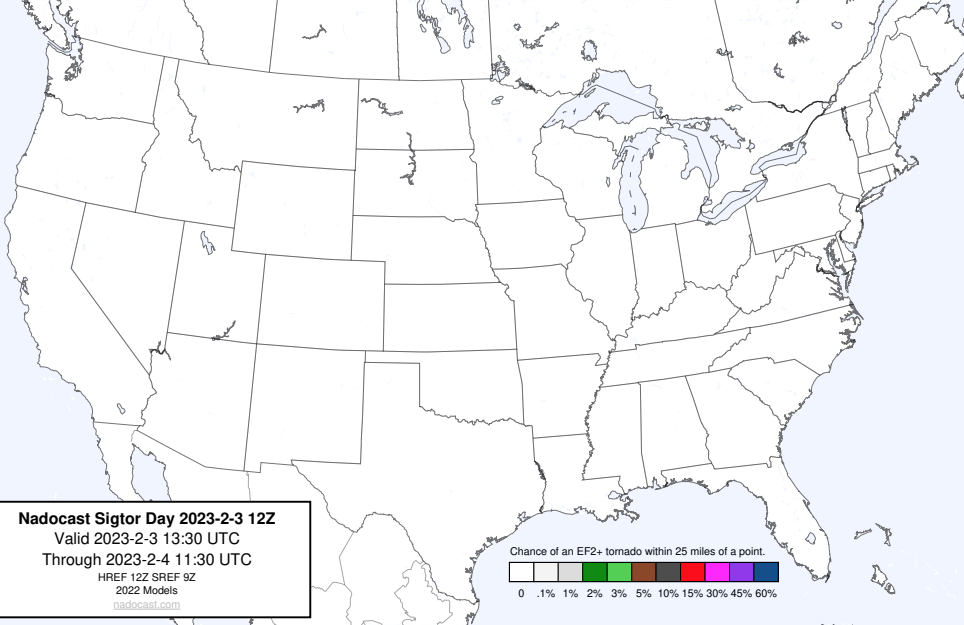 Nadocast Sigtor Day 2023-2-3 12Z
Valid 2023-2-3 13:30 UTC
Through 2023-2-4 11:30 UTC
HREF 12Z SREF 9Z
2022 Models
nadocast.com
Chance of an EF2+ tornado within 25 miles of a point.
0 .1% 1% 2% 3% 5% 10% 15% 30% 45% 60%